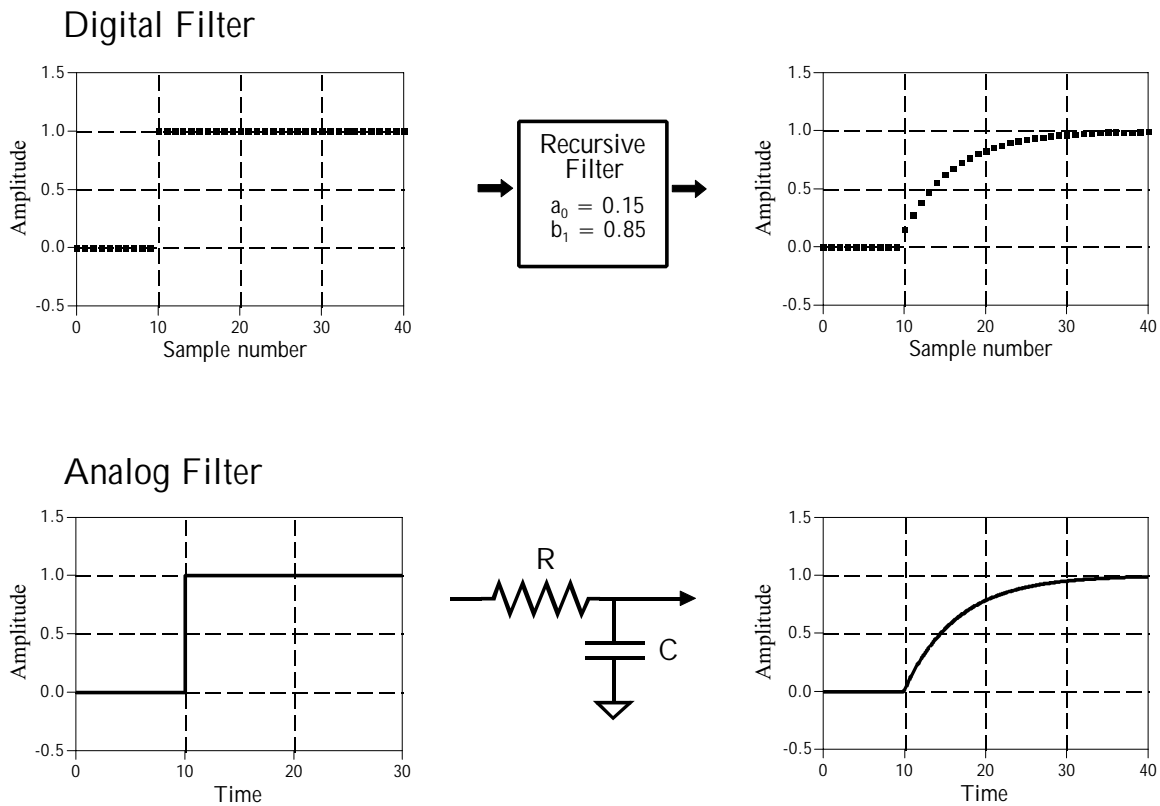 Digital Filter
1.5
1.0
0.5
0.0
-0.5
0 10 20 30 40
Amplitude
Sample number
Recursive
Filter
a₀ = 0.15
b₁ = 0.85
1.5
1.0
0.5
0.0
-0.5
0 10 20 30 40
Amplitude
Sample number
Analog Filter
1.5
1.0
0.5
0.0
-0.5
0 10 20 30
Amplitude
Time
R
C
1.5
1.0
0.5
0.0
-0.5
0 10 20 30 40
Amplitude
Time